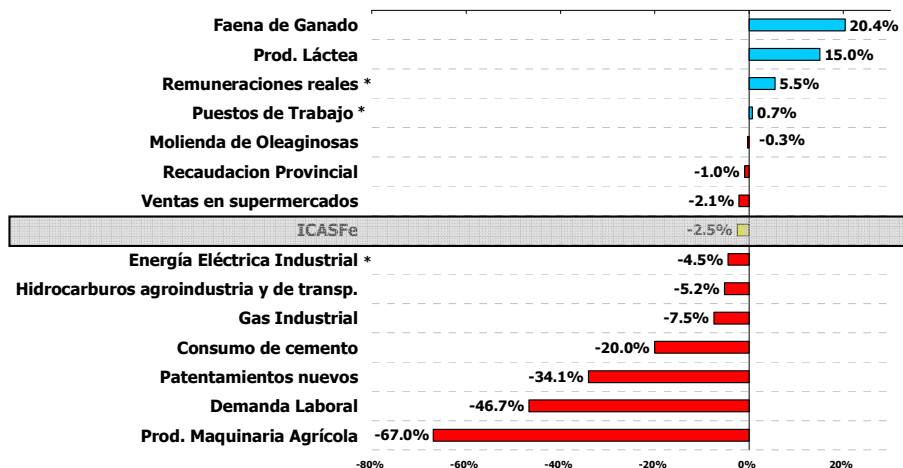 Faena de Ganado 20.4%
Prod. Láctea 15.0%
Remuneraciones reales * 5.5%
Puestos de Trabajo * 0.7%
Molienda de Oleaginosas -0.3%
Recaudacion Provincial -1.0%
Ventas en supermercados -2.1%
ICASFe -2.5%
Energía Eléctrica Industrial * -4.5%
Hidrocarburos agroindustria y de transp. -5.2%
Gas Industrial -7.5%
Consumo de cemento -20.0%
Patentamientos nuevos -34.1%
Demanda Laboral -46.7%
Prod. Maquinaria Agrícola -67.0%
-80% -60% -40% -20% 0% 20%